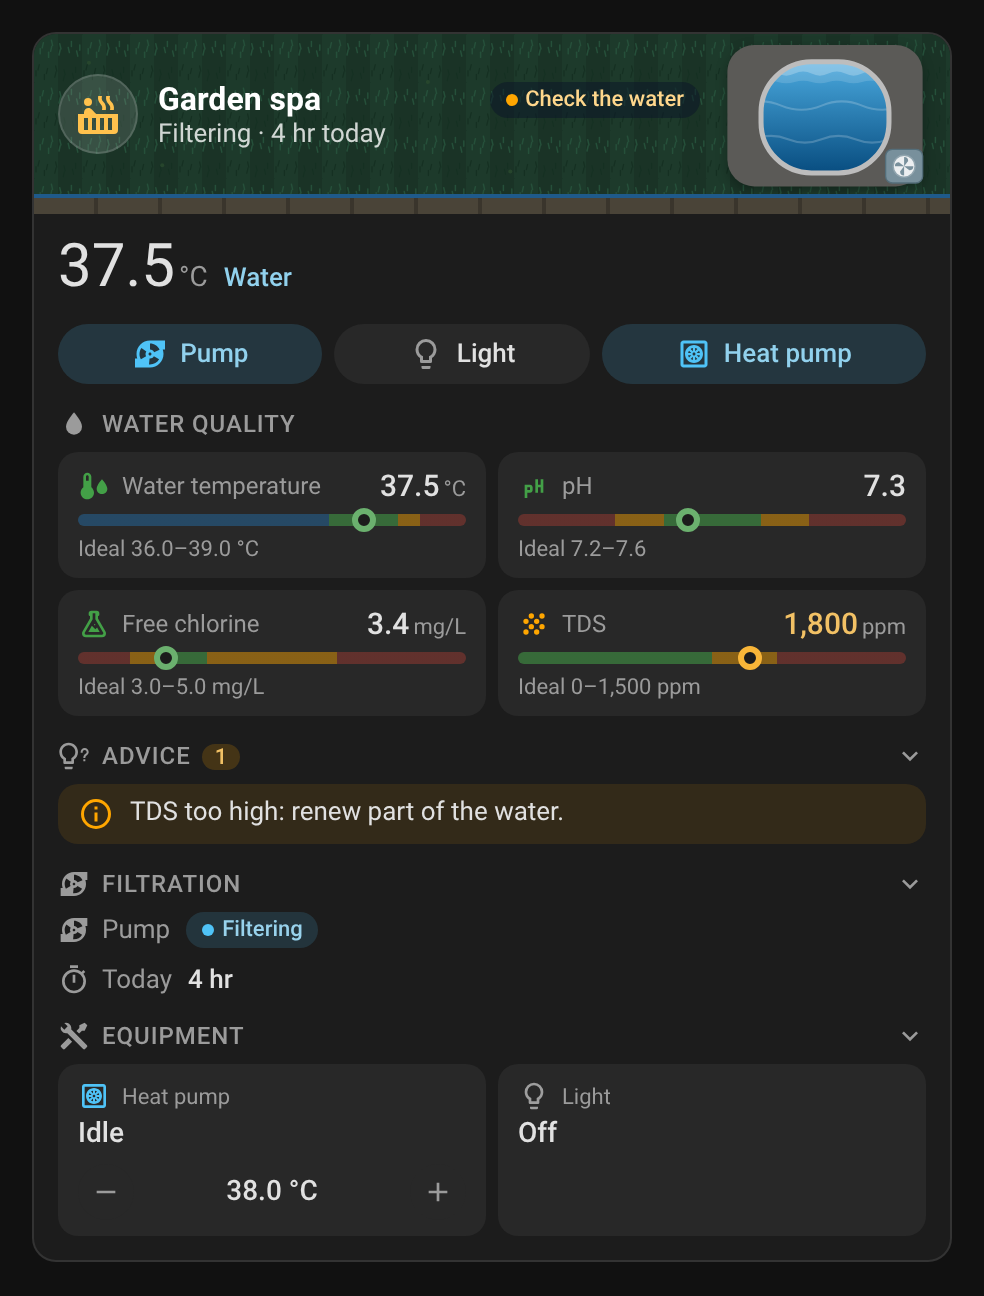 Garden spa
Filtering · 4 hr today
Check the water
37.5 °C Water
Pump
Light
Heat pump
WATER QUALITY
Water temperature 37.5 °C
Ideal 36.0–39.0 °C
pH pH 7.3
Ideal 7.2–7.6
Free chlorine 3.4 mg/L
Ideal 3.0–5.0 mg/L
TDS 1,800 ppm
Ideal 0–1,500 ppm
ADVICE 1
TDS too high: renew part of the water.
FILTRATION
Pump Filtering
Today 4 hr
EQUIPMENT
Heat pump
Idle
− 38.0 °C +
Light
Off